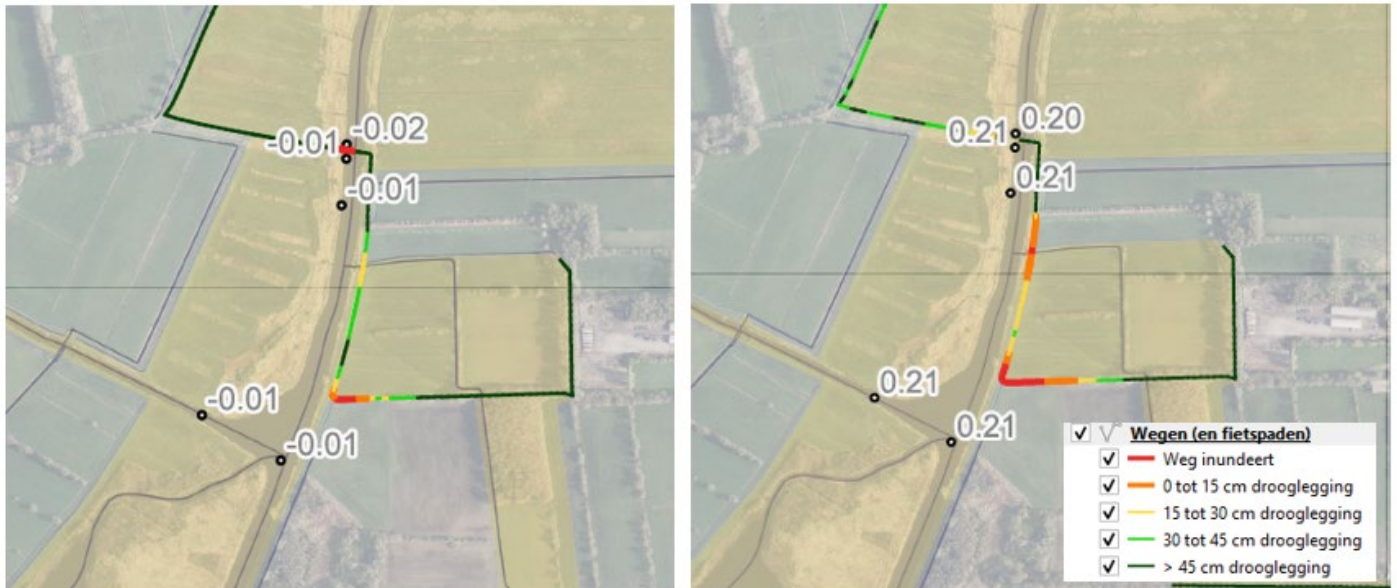 -0.02
-0.01
-0.01
-0.01
-0.01
0.20
0.21
0.21
0.21
0.21
Wegen (en fietspaden)
Weg inundeert
0 tot 15 cm drooglegging
15 tot 30 cm drooglegging
30 tot 45 cm drooglegging
> 45 cm drooglegging